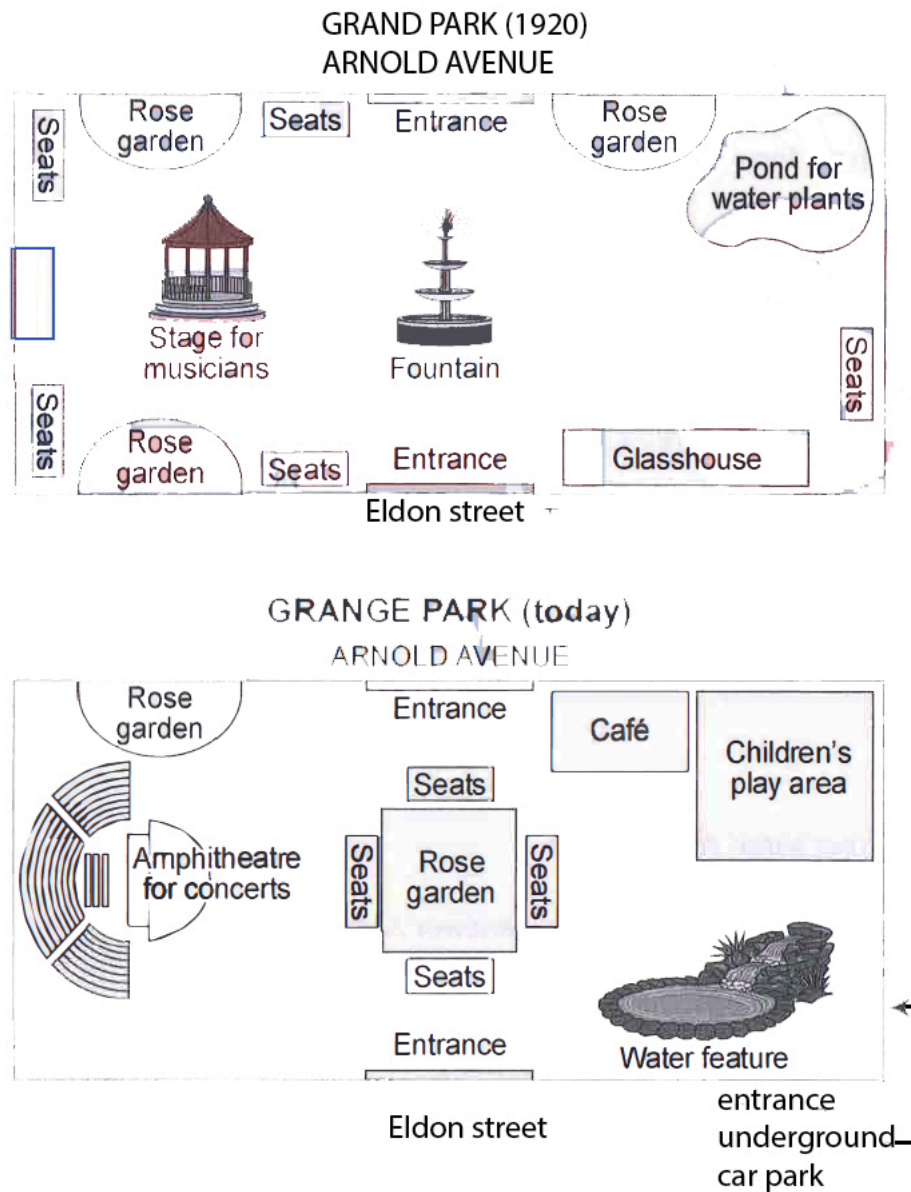 GRAND PARK (1920)
ARNOLD AVENUE
Rose
garden
Seats
Entrance
Rose
garden
Seats
Pond for
water plants
Stage for
musicians
Fountain
Seats
Seats
Rose
garden
Seats
Entrance
Glasshouse
Eldon street
GRANGE PARK (today)
ARNOLD AVENUE
Rose
garden
Entrance
Café
Children's
play area
Seats
Amphitheatre
for concerts
Seats
Rose
garden
Seats
Seats
Entrance
Water feature
Eldon street
entrance
underground
car park